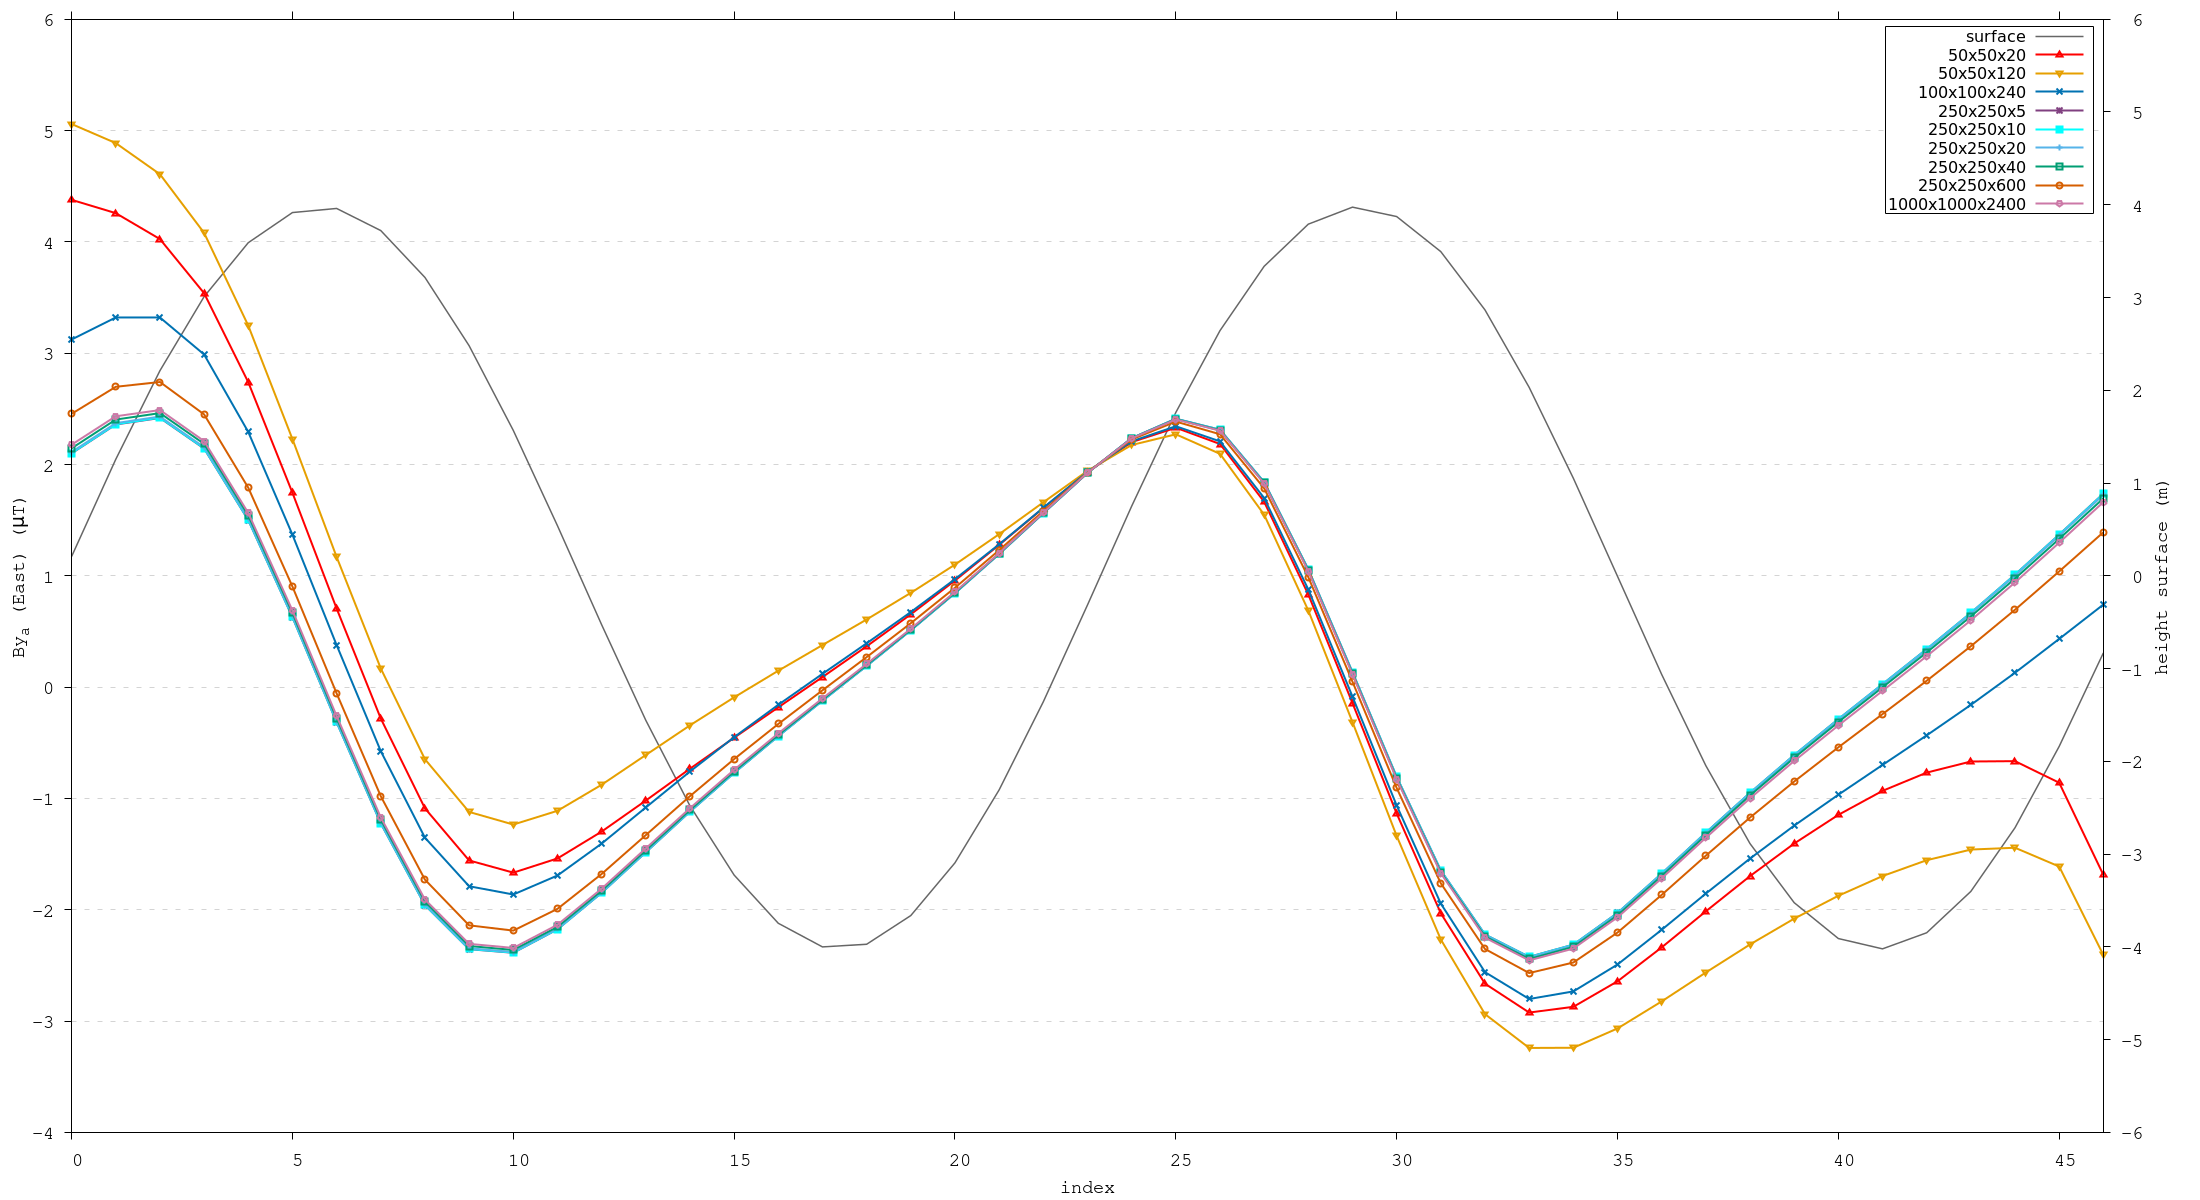 6
5
4
3
2
1
0
-1
-2
-3
-4
By_a (East) (μT)
0 5 10 15 20 25 30 35 40 45
index
6
5
4
3
2
1
0
-1
-2
-3
-4
-5
-6
height surface (m)
surface
50x50x20
50x50x120
100x100x240
250x250x5
250x250x10
250x250x20
250x250x40
250x250x600
1000x1000x2400